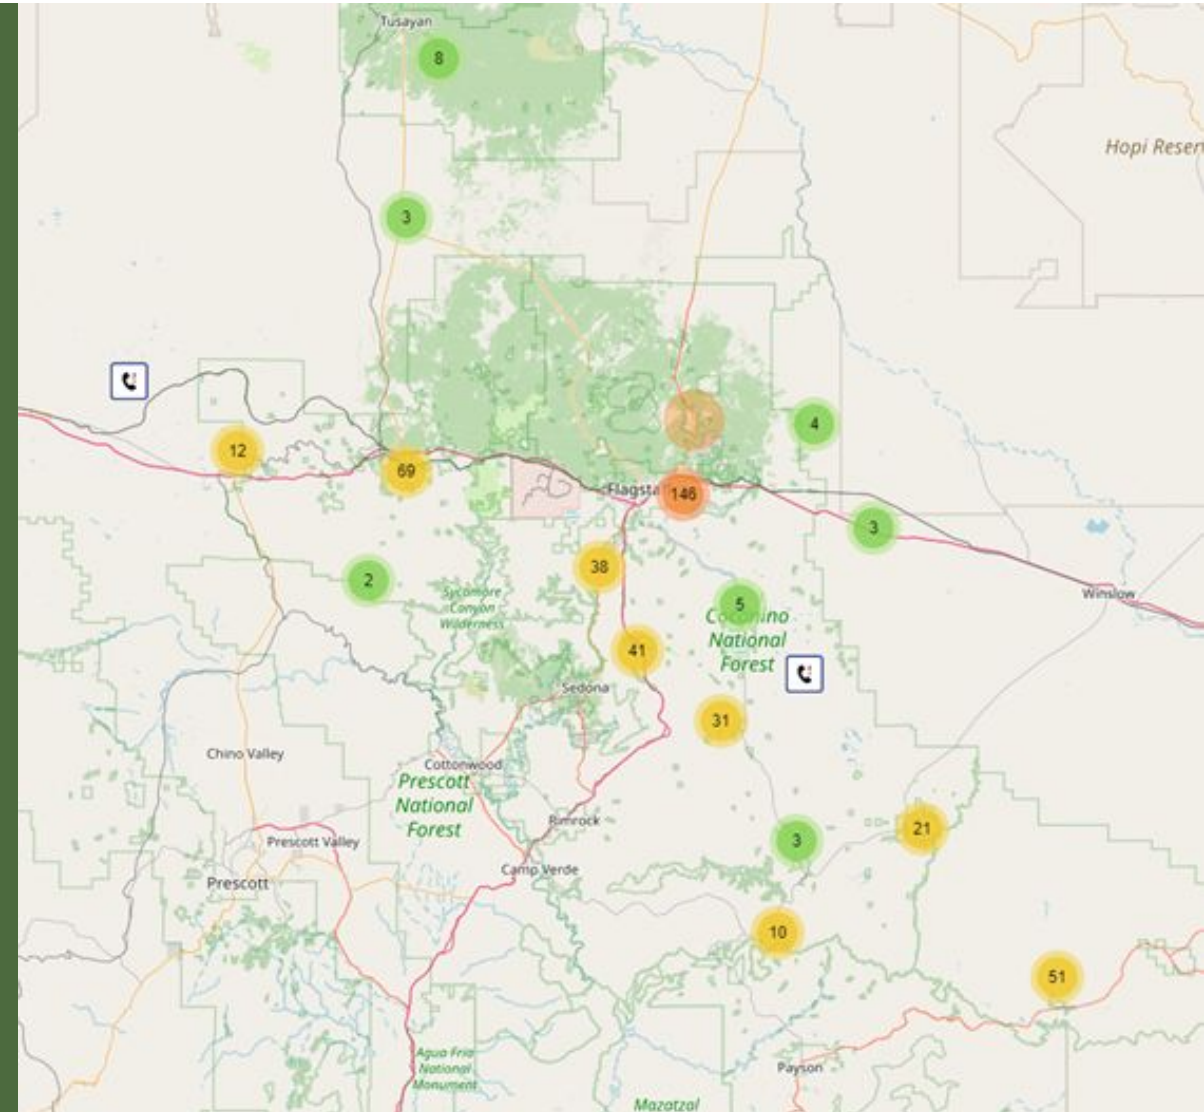 Tusayan
8
Hopi Reser
3
4
12
69
Flagsta
146
3
38
2
Sycamore
Canyon
Wilderness
5
Coconino
National
Forest
Winslow
41
Sedona
31
Chino Valley
Cottonwood
Prescott
National
Forest
Rimrock
21
Prescott Valley
3
Camp Verde
Prescott
10
51
Agua Fria
National
Monument
Payson
Mazatzal